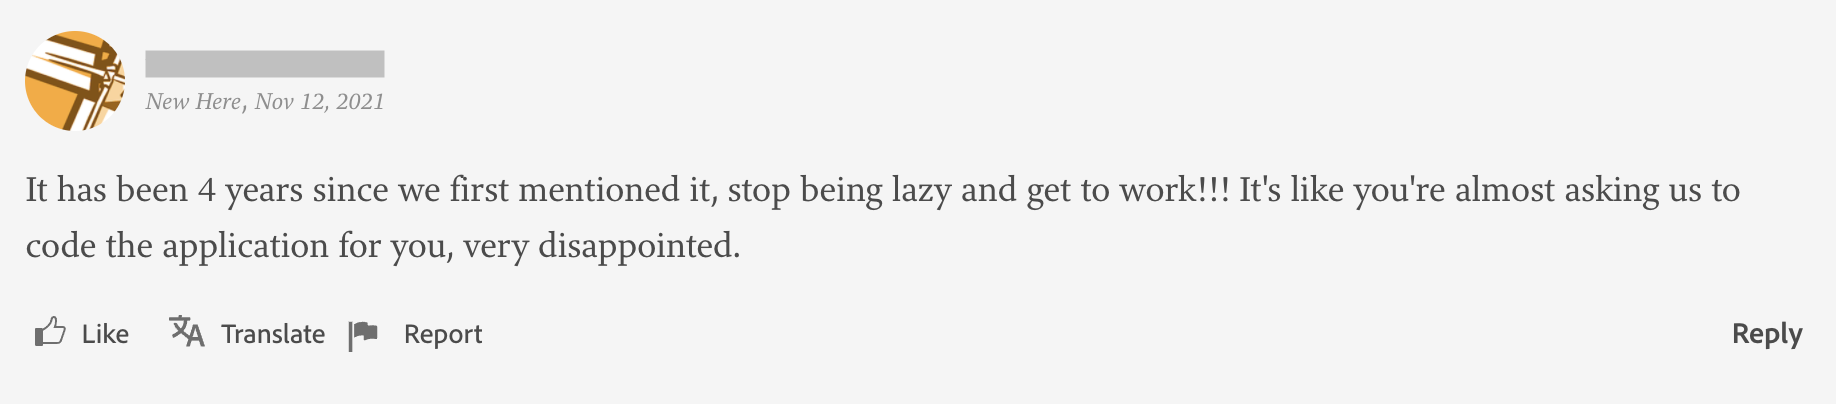 New Here, Nov 12, 2021
It has been 4 years since we first mentioned it, stop being lazy and get to work!!! It's like you're almost asking us to
code the application for you, very disappointed.
Like Translate Report Reply